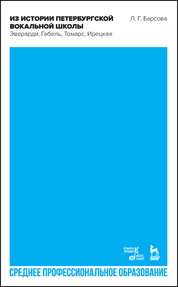 ИЗ ИСТОРИИ ПЕТЕРБУРГСКОЙ
ВОКАЛЬНОЙ ШКОЛЫ
Эверарди, Габель, Томарс, Ирецкая
Л. Г. Барсова
СРЕДНЕЕ ПРОФЕССИОНАЛЬНОЕ ОБРАЗОВАНИЕ